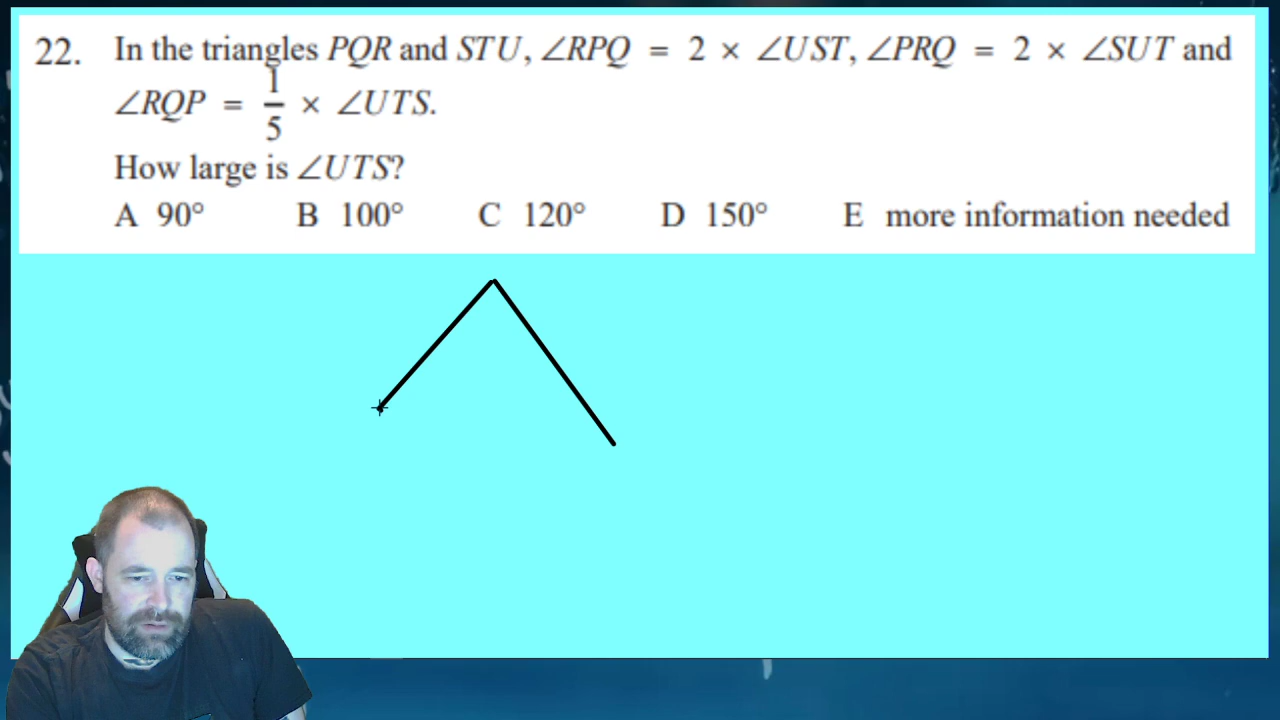 22. In the triangles PQR and STU, ∠RPQ = 2 × ∠UST, ∠PRQ = 2 × ∠SUT and
∠RQP = 1/5 × ∠UTS.
How large is ∠UTS?
A 90° B 100° C 120° D 150° E more information needed